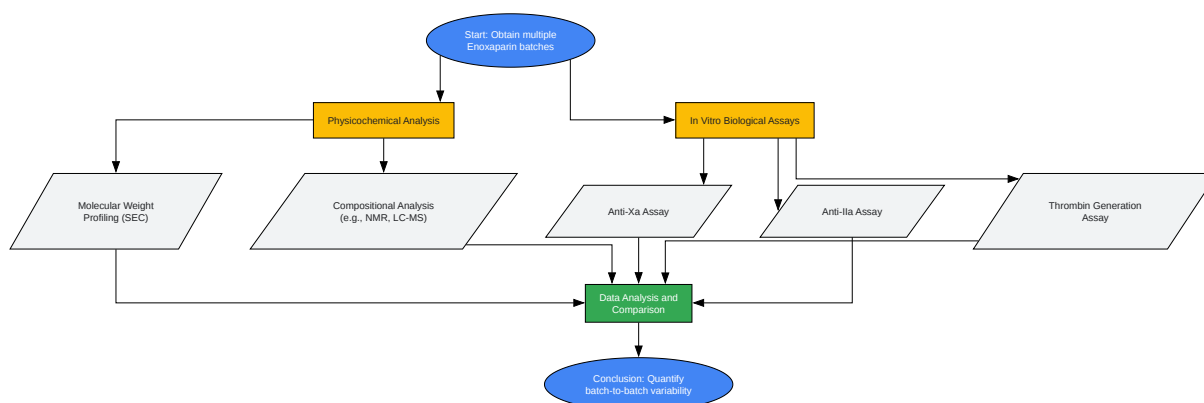 Start: Obtain multiple
Enoxaparin batches
Physicochemical Analysis
In Vitro Biological Assays
Molecular Weight
Profiling (SEC)
Compositional Analysis
(e.g., NMR, LC-MS)
Anti-Xa Assay
Anti-IIa Assay
Thrombin Generation
Assay
Data Analysis and
Comparison
Conclusion: Quantify
batch-to-batch variability